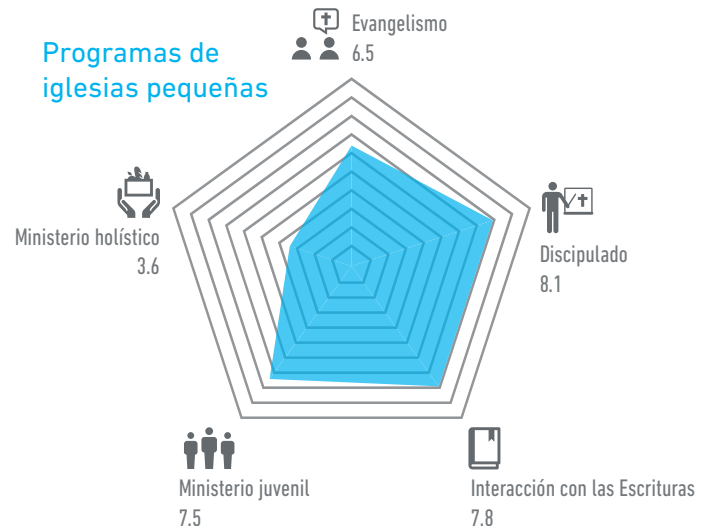 Programas de
iglesias pequeñas
Evangelismo
6.5
Discipulado
8.1
Interacción con las Escrituras
7.8
Ministerio juvenil
7.5
Ministerio holístico
3.6